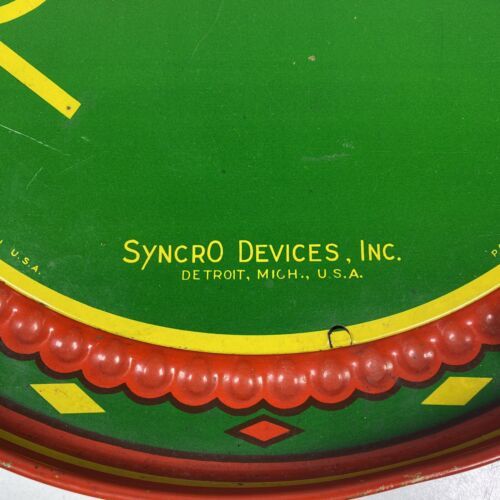 SYNCRO DEVICES, INC.
DETROIT, MICH., U.S.A.
U.S.A.